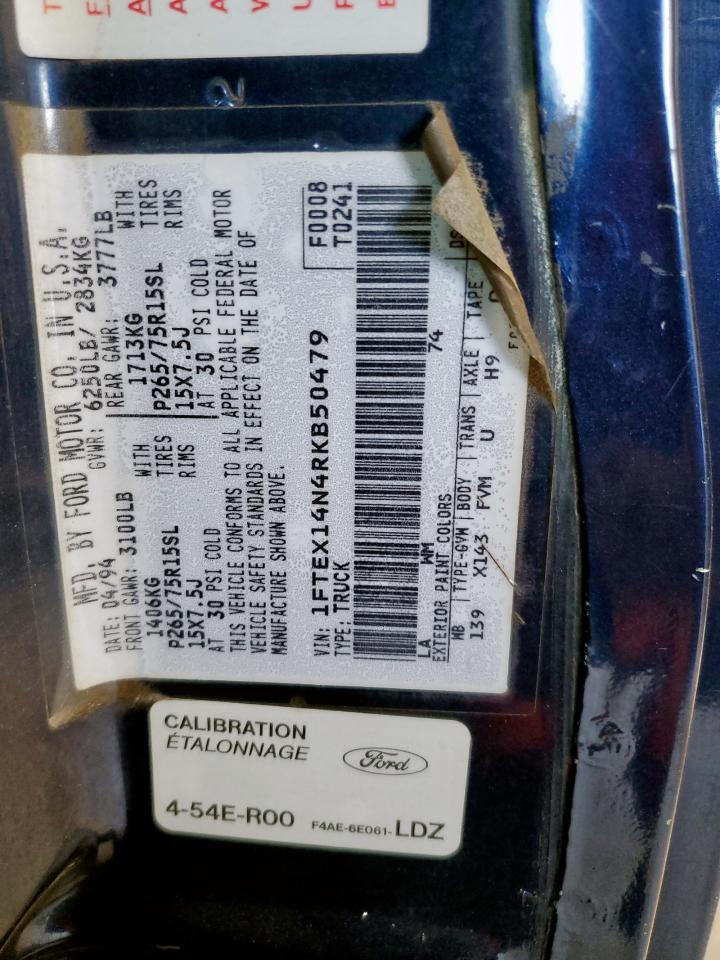 2
MFD. BY FORD MOTOR CO. IN U.S.A.
DATE: 04/94 GVWR: 6250LB/ 2834KG
FRONT GAWR: 3100LB REAR GAWR: 3777LB
1406KG WITH 1713KG WITH
P265/75R15SL TIRES P265/75R15SL TIRES
15X7.5J RIMS 15X7.5J RIMS
AT 30 PSI COLD AT 30 PSI COLD
THIS VEHICLE CONFORMS TO ALL APPLICABLE FEDERAL MOTOR
VEHICLE SAFETY STANDARDS IN EFFECT ON THE DATE OF
MANUFACTURE SHOWN ABOVE.
VIN: 1FTEX14N4RKB50479 F0008
TYPE: TRUCK T0241
LA WM 74
EXTERIOR PAINT COLORS DS
WB TYPE-GVW BODY TRANS AXLE TAPE
139 X143 PVM U H9
CALIBRATION
ÉTALONNAGE
Ford
4-54E-R00 F4AE-6E061-LDZ